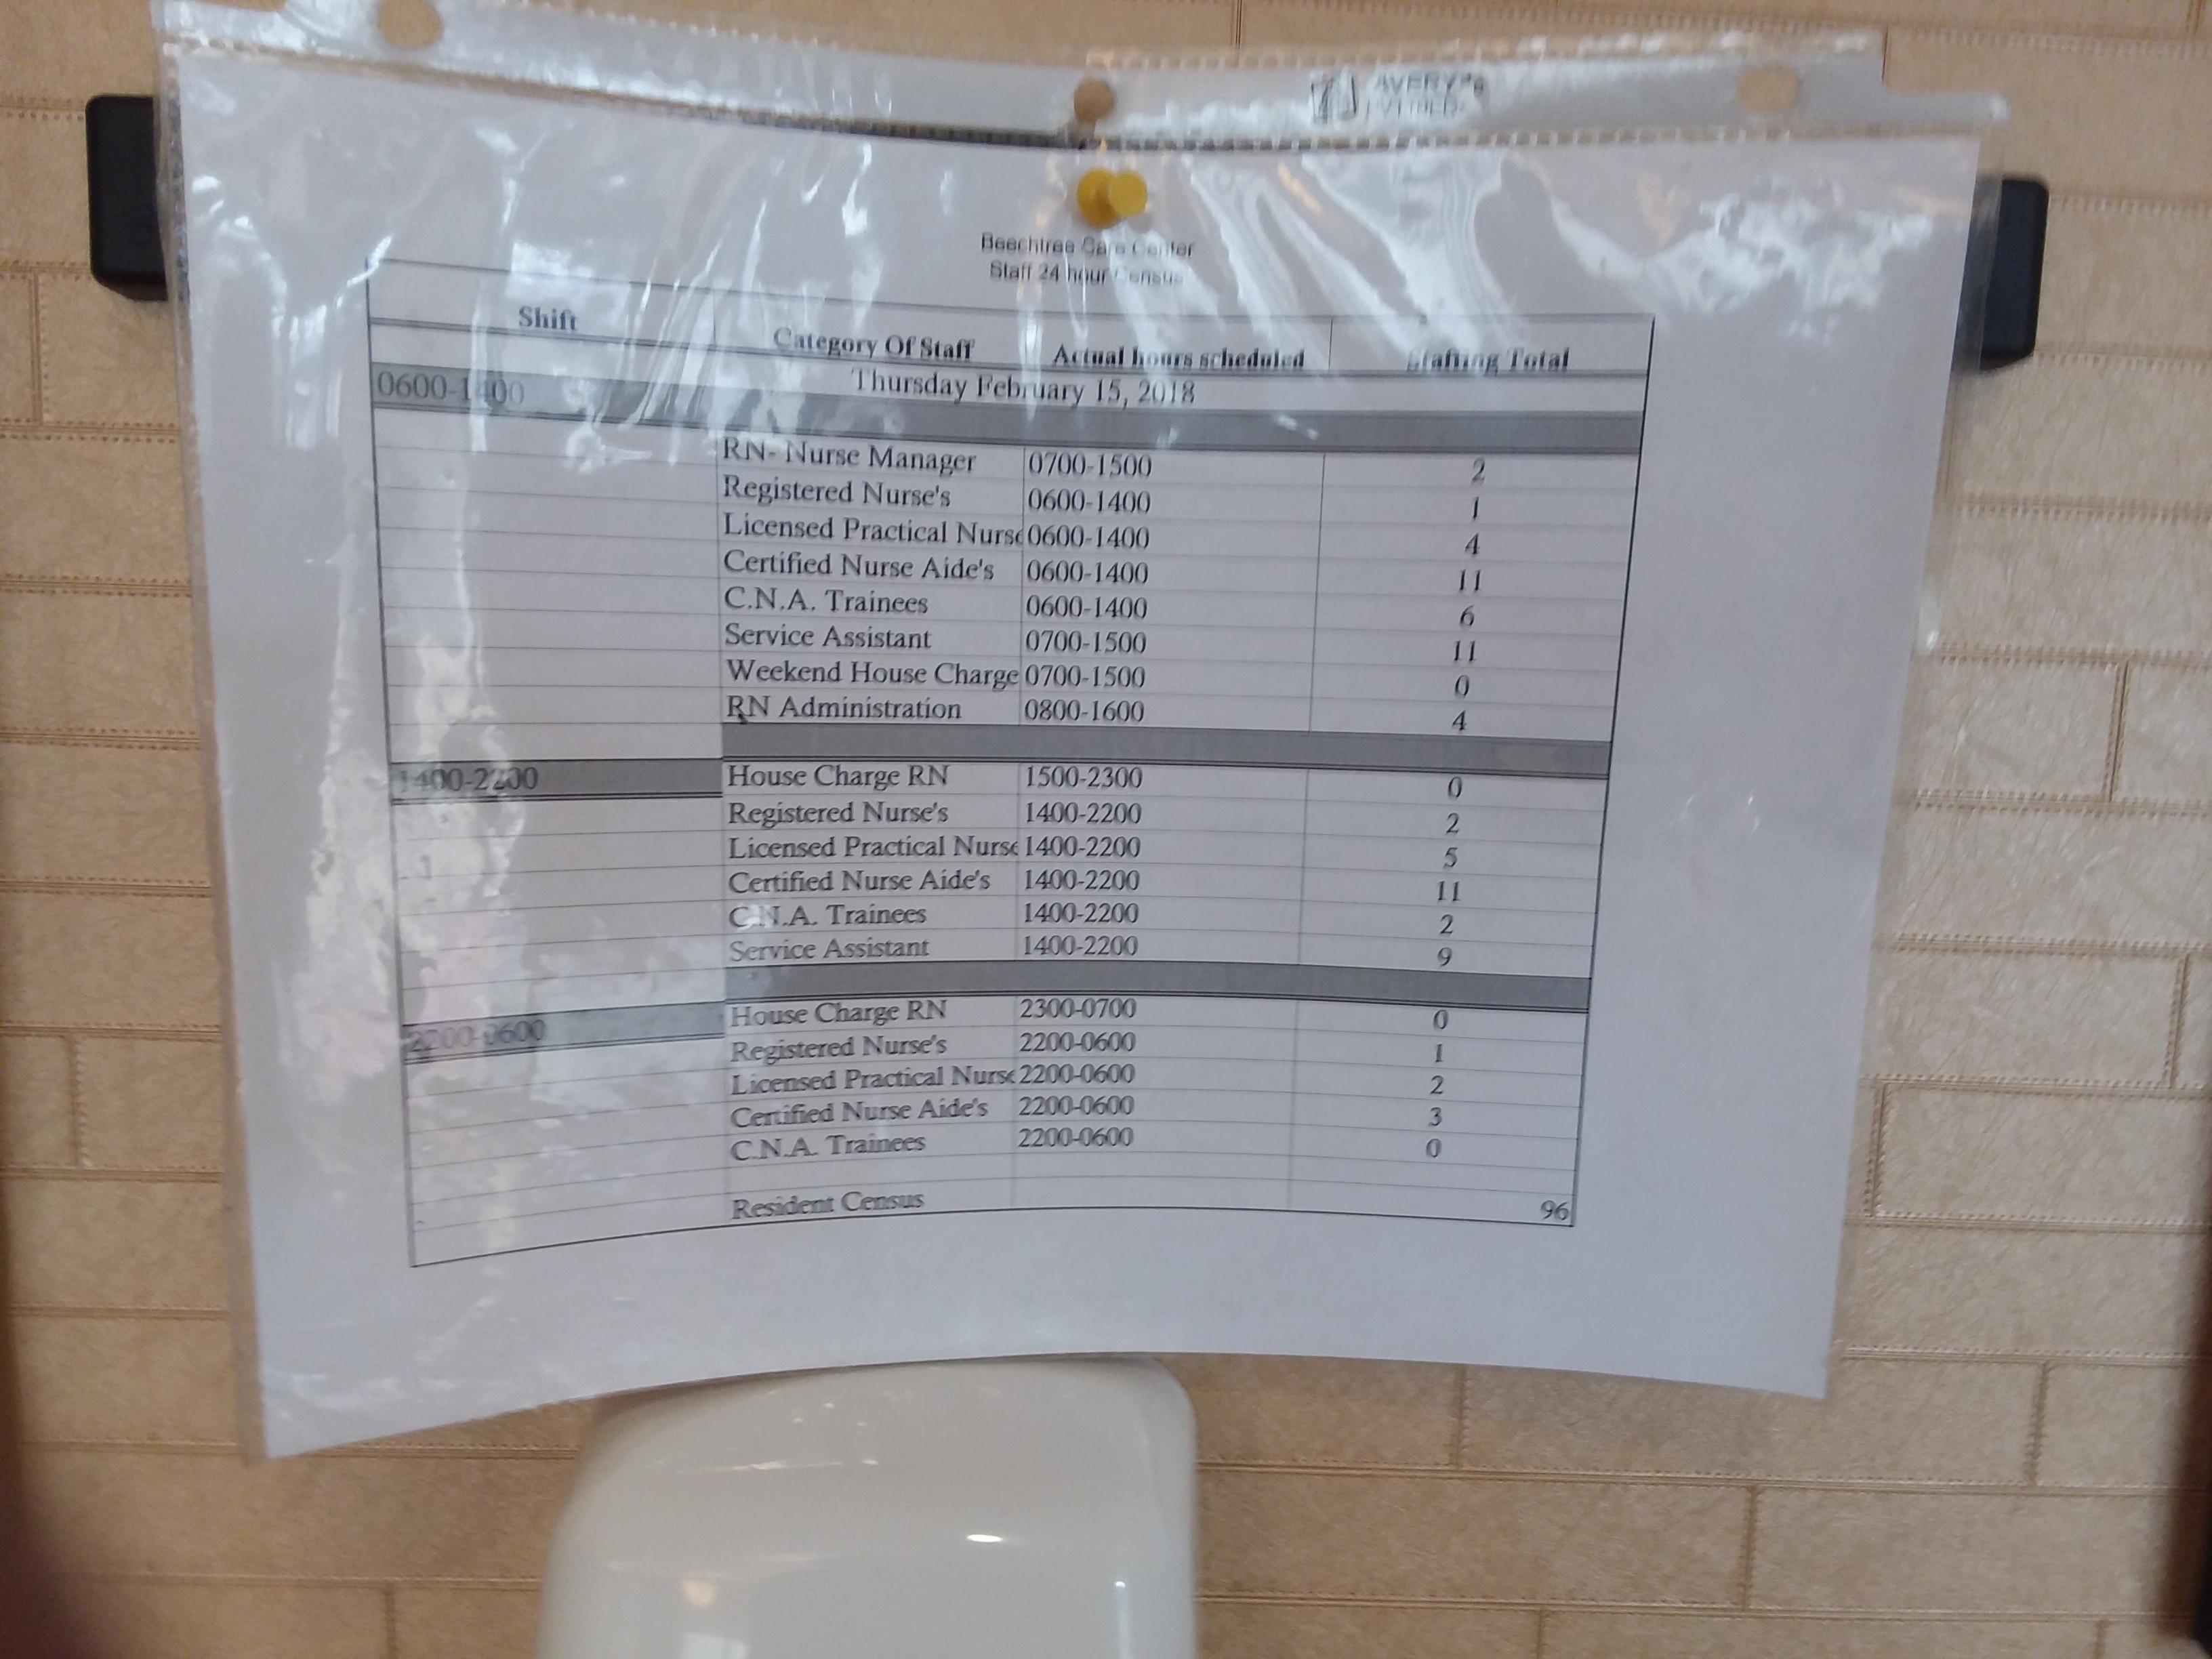 AVERY
Beechtree Care Center
Staff 24 hour Census
Shift Category Of Staff Actual hours scheduled Staffing Total
0600-1400 Thursday February 15, 2018
RN- Nurse Manager 0700-1500 2
Registered Nurse's 0600-1400 1
Licensed Practical Nurse 0600-1400 4
Certified Nurse Aide's 0600-1400 11
C.N.A. Trainees 0600-1400 6
Service Assistant 0700-1500 11
Weekend House Charge 0700-1500 0
RN Administration 0800-1600 4
1400-2200 House Charge RN 1500-2300 0
Registered Nurse's 1400-2200 2
Licensed Practical Nurse 1400-2200 5
Certified Nurse Aide's 1400-2200 11
C.N.A. Trainees 1400-2200 2
Service Assistant 1400-2200 9
2200-0600 House Charge RN 2300-0700 0
Registered Nurse's 2200-0600 1
Licensed Practical Nurse 2200-0600 2
Certified Nurse Aide's 2200-0600 3
C.N.A. Trainees 2200-0600 0
Resident Census 96